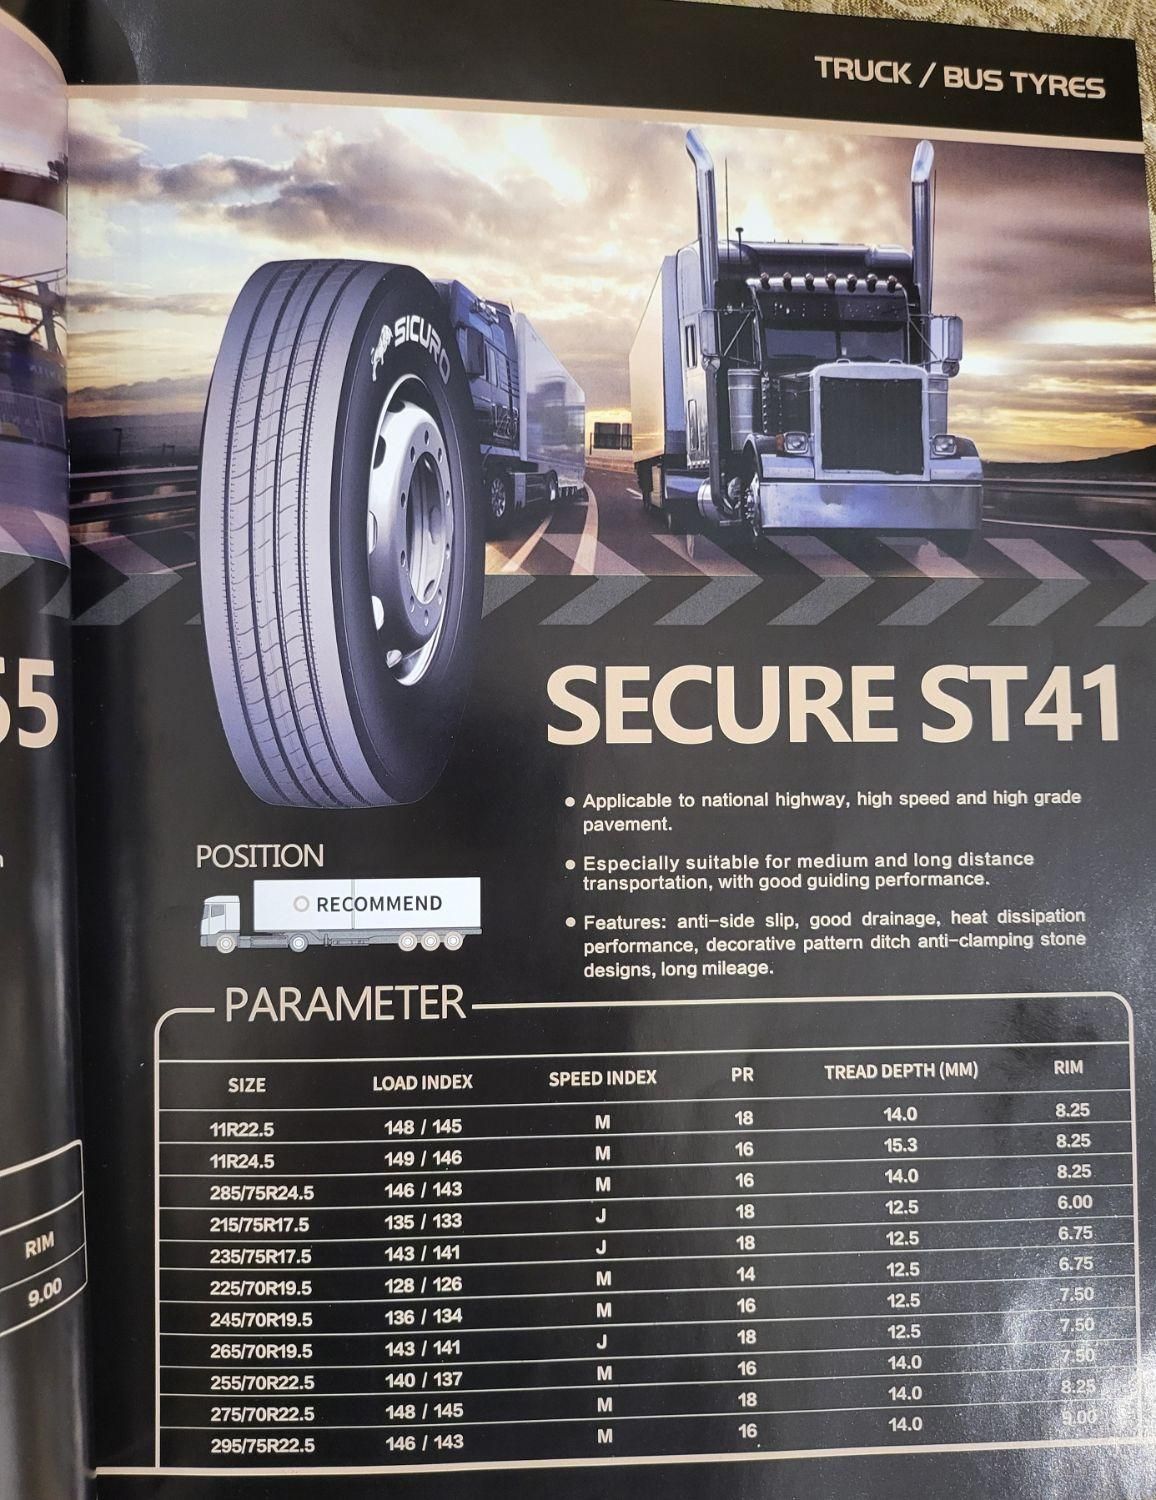 TRUCK / BUS TYRES
SICURO
55
SECURE ST41
• Applicable to national highway, high speed and high grade
pavement.
• Especially suitable for medium and long distance
transportation, with good guiding performance.
• Features: anti-side slip, good drainage, heat dissipation
performance, decorative pattern ditch anti-clamping stone
designs, long mileage.
POSITION
RECOMMEND
PARAMETER
SIZE LOAD INDEX SPEED INDEX PR TREAD DEPTH (MM) RIM
11R22.5 148 / 145 M 18 14.0 8.25
11R24.5 149 / 146 M 16 15.3 8.25
285/75R24.5 146 / 143 M 16 14.0 8.25
215/75R17.5 135 / 133 J 18 12.5 6.00
235/75R17.5 143 / 141 J 18 12.5 6.75
225/70R19.5 128 / 126 M 14 12.5 6.75
245/70R19.5 136 / 134 M 16 12.5 7.50
265/70R19.5 143 / 141 J 18 12.5 7.50
255/70R22.5 140 / 137 M 16 14.0 7.50
275/70R22.5 148 / 145 M 18 14.0 8.25
295/75R22.5 146 / 143 M 16 14.0 9.00
RIM
9.00